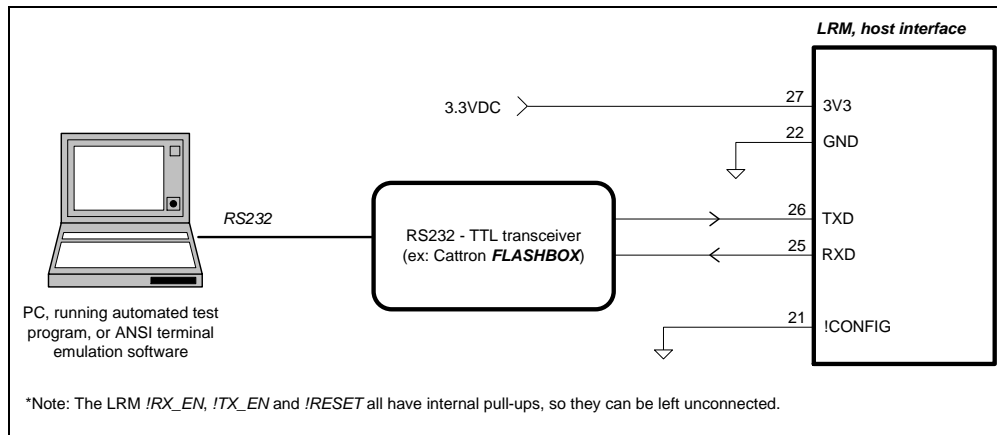 LRM, host interface
3.3VDC
27
3V3
22
GND
RS232
RS232 - TTL transceiver
(ex: Cattron FLASHBOX)
26
TXD
25
RXD
21
!CONFIG
PC, running automated test
program, or ANSI terminal
emulation software
*Note: The LRM !RX_EN, !TX_EN and !RESET all have internal pull-ups, so they can be left unconnected.